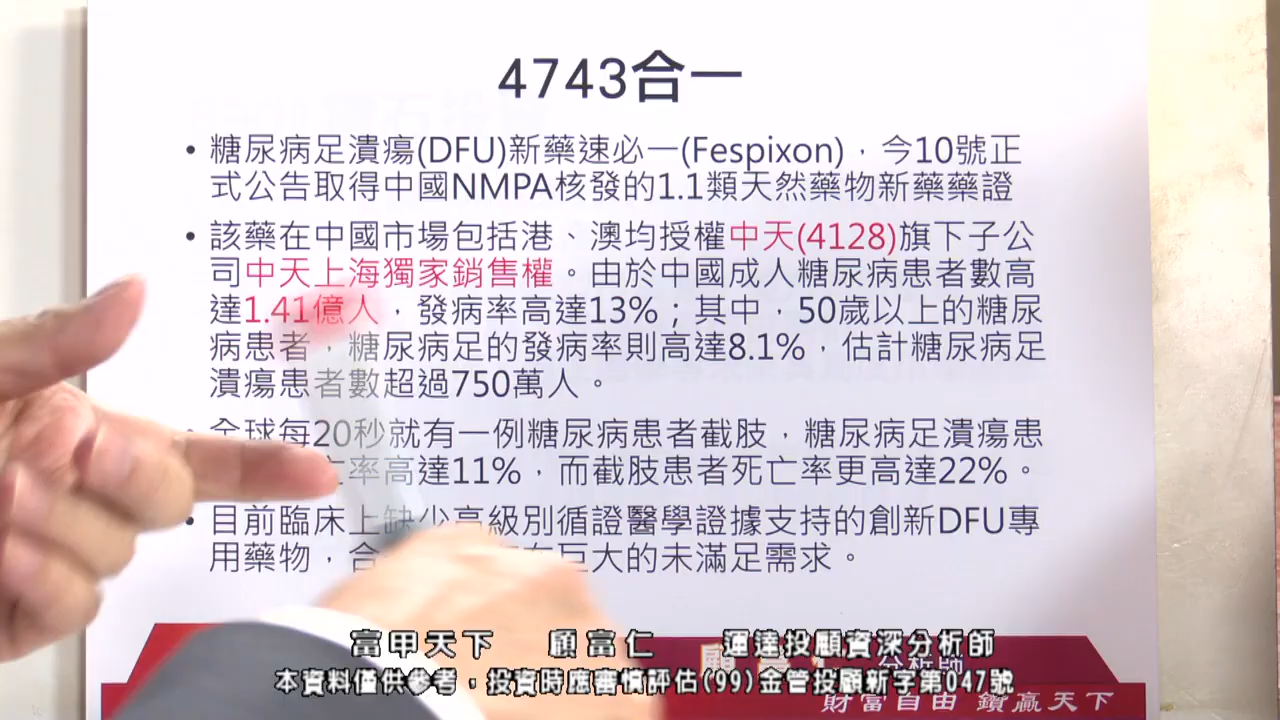 4743合一
• 糖尿病足潰瘍(DFU)新藥速必一(Fespixon)，今10號正
式公告取得中國NMPA核發的1.1類天然藥物新藥藥證
• 該藥在中國市場包括港、澳均授權中天(4128)旗下子公
司中天上海獨家銷售權。由於中國成人糖尿病患者數高
達1.41億人，發病率高達13%；其中，50歲以上的糖尿
病患者，糖尿病足的發病率則高達8.1%，估計糖尿病足
潰瘍患者數超過750萬人。
• 全球每20秒就有一例糖尿病患者截肢，糖尿病足潰瘍患
亡率高達11%，而截肢患者死亡率更高達22%。
• 目前臨床上缺少高級別循證醫學證據支持的創新DFU專
用藥物，合 巨大的未滿足需求。
富甲天下 顧富仁 運達投顧資深分析師
本資料僅供參考，投資時應審慎評估(99)金管投顧新字第047號
顧 分析師
財富自由 鑽贏天下